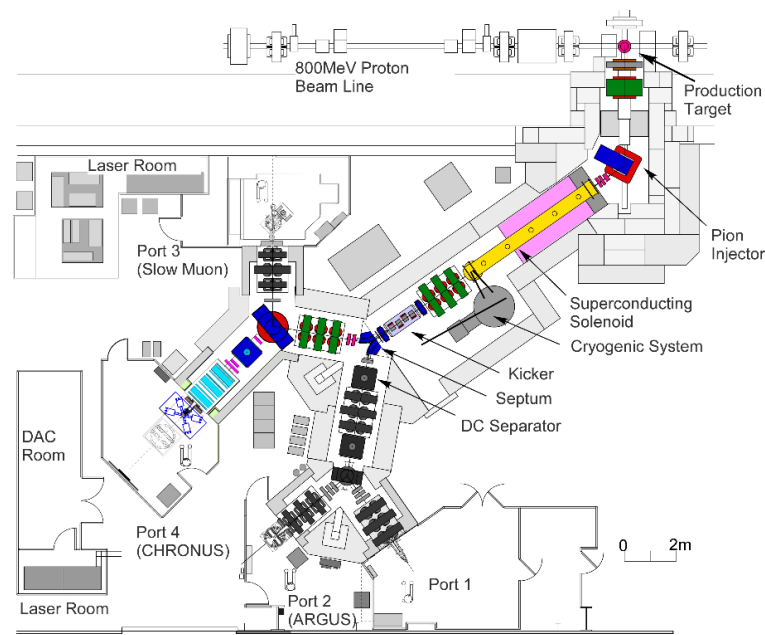 800MeV Proton
Beam Line
Production
Target
Laser Room
Pion
Injector
Port 3
(Slow Muon)
Superconducting
Solenoid
Cryogenic System
Kicker
Septum
DC Separator
DAC
Room
Port 4
(CHRONUS)
0 2m
Port 1
Port 2
(ARGUS)
Laser Room